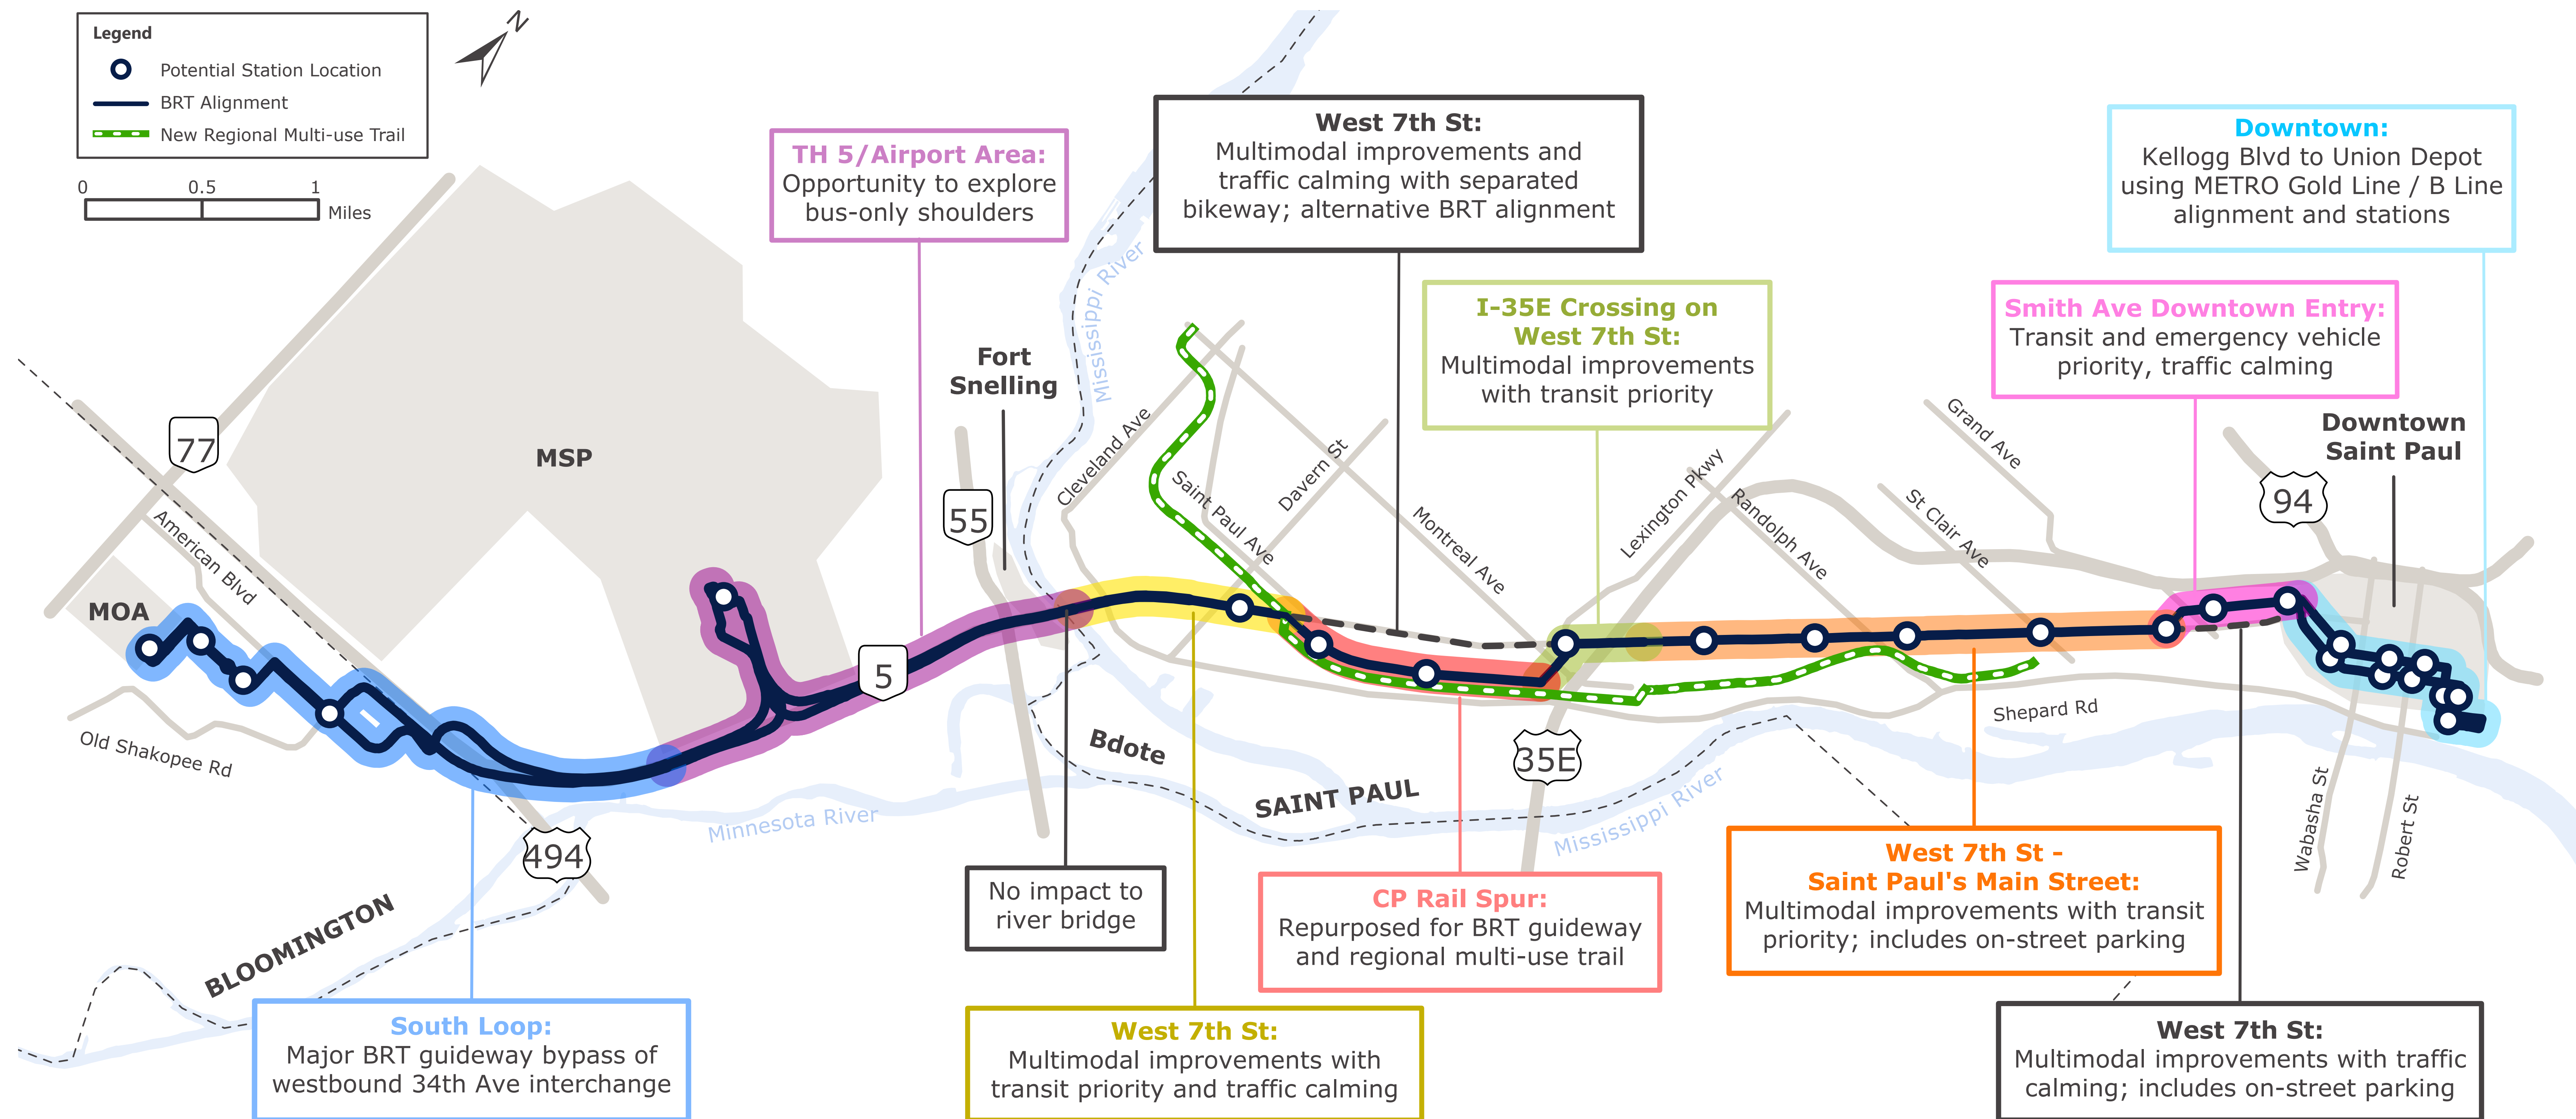 Legend
Potential Station Location
BRT Alignment
New Regional Multi-use Trail
0 0.5 1
Miles
N
TH 5/Airport Area:
Opportunity to explore
bus-only shoulders
West 7th St:
Multimodal improvements and
traffic calming with separated
bikeway; alternative BRT alignment
Downtown:
Kellogg Blvd to Union Depot
using METRO Gold Line / B Line
alignment and stations
I-35E Crossing on
West 7th St:
Multimodal improvements
with transit priority
Smith Ave Downtown Entry:
Transit and emergency vehicle
priority, traffic calming
Fort
Snelling
Downtown
Saint Paul
Mississippi River
Cleveland Ave
Saint Paul Ave
Davern St
Montreal Ave
Lexington Pkwy
Randolph Ave
St Clair Ave
Grand Ave
77
MSP
55
94
American Blvd
MOA
5
Old Shakopee Rd
Shepard Rd
Bdote
35E
SAINT PAUL
Mississippi River
Minnesota River
494
Wabasha St
Robert St
BLOOMINGTON
No impact to
river bridge
CP Rail Spur:
Repurposed for BRT guideway
and regional multi-use trail
West 7th St -
Saint Paul's Main Street:
Multimodal improvements with transit
priority; includes on-street parking
South Loop:
Major BRT guideway bypass of
westbound 34th Ave interchange
West 7th St:
Multimodal improvements with
transit priority and traffic calming
West 7th St:
Multimodal improvements with traffic
calming; includes on-street parking